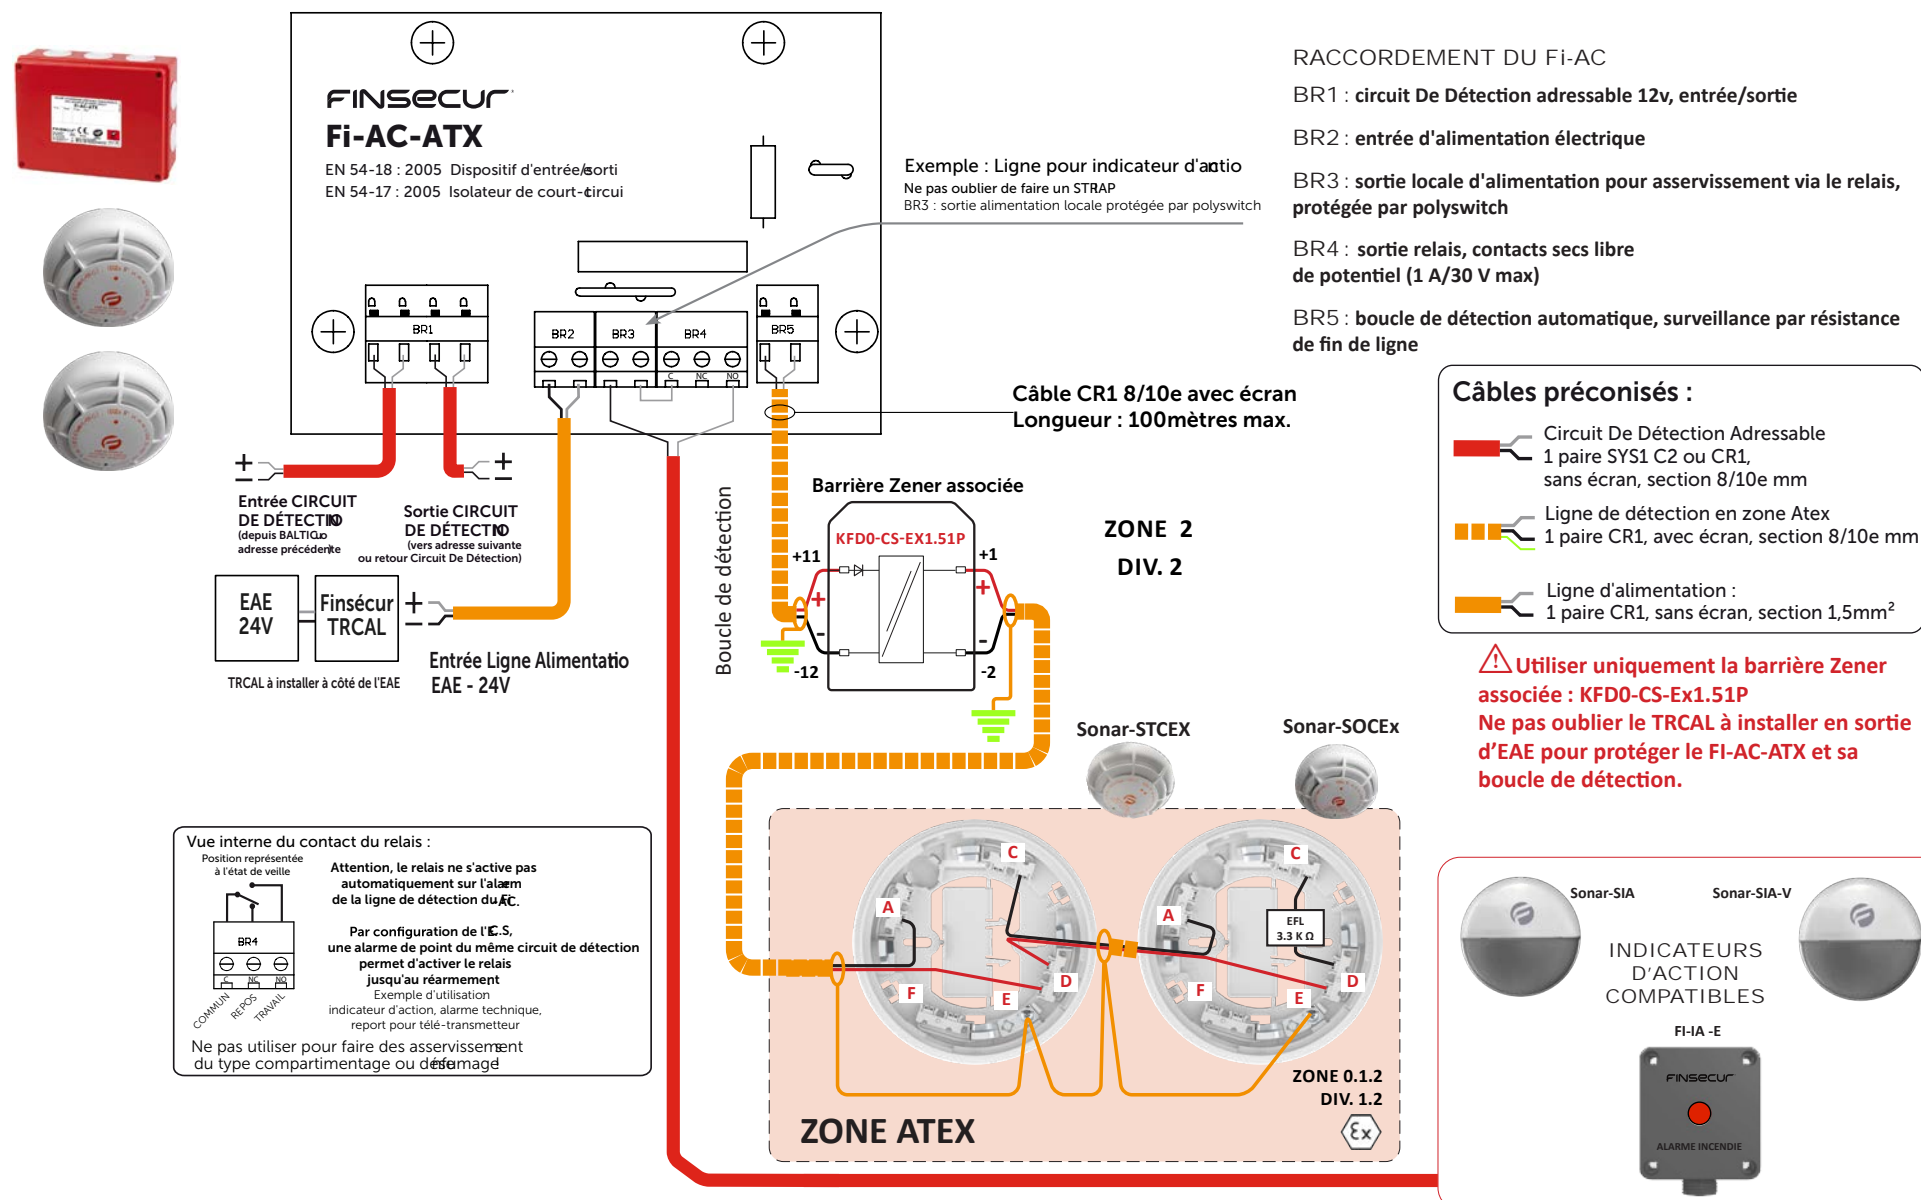 FINSECUR
Fi-AC-ATX
EN 54-18 : 2005 Dispositif d'entrée/sorti
EN 54-17 : 2005 Isolateur de court-circui
Exemple : Ligne pour indicateur d'actio
Ne pas oublier de faire un STRAP
BR3 : sortie alimentation locale protégée par polyswitch
RACCORDEMENT DU Fi-AC
BR1 : circuit De Détection adressable 12v, entrée/sortie
BR2 : entrée d'alimentation électrique
BR3 : sortie locale d'alimentation pour asservissement via le relais,
protégée par polyswitch
BR4 : sortie relais, contacts secs libre
de potentiel (1 A/30 V max)
BR5 : boucle de détection automatique, surveillance par résistance
de fin de ligne
BR1
BR2
BR3
BR4
BR5
C
NC
NO
Câble CR1 8/10e avec écran
Longueur : 100mètres max.
Câbles préconisés :
Circuit De Détection Adressable
1 paire SYS1 C2 ou CR1,
sans écran, section 8/10e mm
Ligne de détection en zone Atex
1 paire CR1, avec écran, section 8/10e mm
Ligne d'alimentation :
1 paire CR1, sans écran, section 1,5mm²
+
−
+
−
Entrée CIRCUIT
DE DÉTECTIO
(depuis BALTIC ou
adresse précédente)
Sortie CIRCUIT
DE DÉTECTIO
(vers adresse suivante
ou retour Circuit De Détection)
EAE
24V
Finsécur
TRCAL
+
−
TRCAL à installer à côté de l'EAE
Entrée Ligne Alimentatio
EAE - 24V
Boucle de détection
Barrière Zener associée
KFD0-CS-EX1.51P
+11
+1
+
+
-
-
-12
-2
ZONE 2
DIV. 2
Utiliser uniquement la barrière Zener
associée : KFD0-CS-Ex1.51P
Ne pas oublier le TRCAL à installer en sortie
d'EAE pour protéger le FI-AC-ATX et sa
boucle de détection.
Sonar-STCEX
Sonar-SOCEx
Vue interne du contact du relais :
Position représentée
à l'état de veille
BR4
C
NC
NO
COMMUN
REPOS
TRAVAIL
Attention, le relais ne s'active pas
automatiquement sur l'alarm
de la ligne de détection du Fi-AC.
Par configuration de l'E.C.S,
une alarme de point du même circuit de détection
permet d'activer le relais
jusqu'au réarmement
Exemple d'utilisation
indicateur d'action, alarme technique,
report pour télé-transmetteur
Ne pas utiliser pour faire des asservissement
du type compartimentage ou désenfumage !
A
C
D
E
F
A
C
D
E
F
EFL
3.3 K Ω
ZONE 0.1.2
DIV. 1.2
ZONE ATEX
Ex
Sonar-SIA
Sonar-SIA-V
INDICATEURS
D'ACTION
COMPATIBLES
FI-IA -E
FINSECUR
ALARME INCENDIE